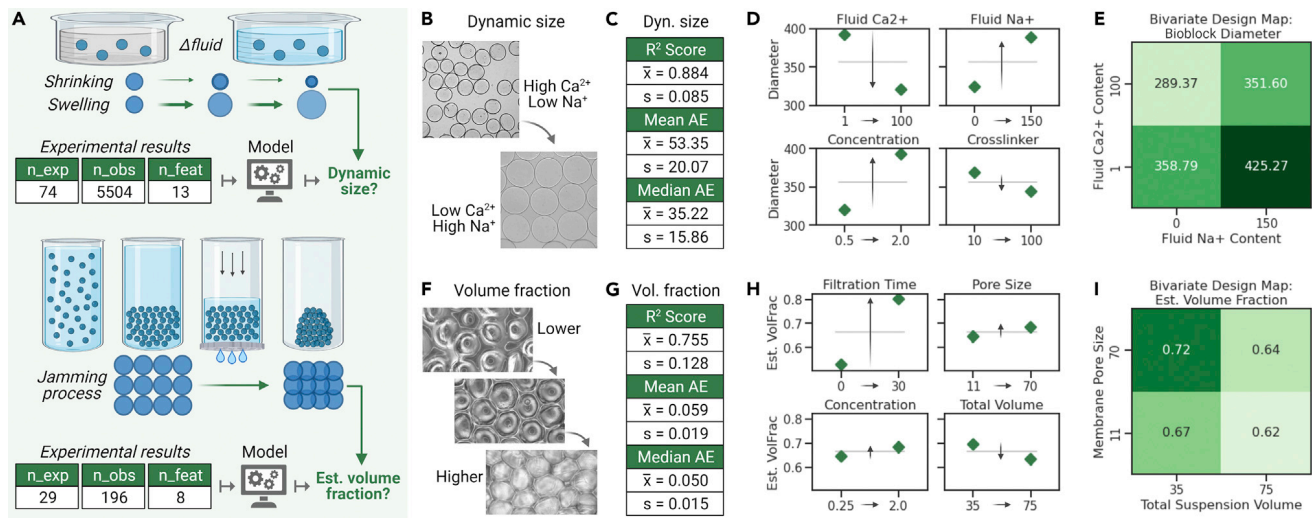 A
Δfluid
Shrinking
Swelling
Experimental results
n_exp n_obs n_feat
74 5504 13
Model
Dynamic
size?
Jamming
process
Experimental results
n_exp n_obs n_feat
29 196 8
Model
Est. volume
fraction?
B
Dynamic size
High Ca²⁺
Low Na⁺
Low Ca²⁺
High Na⁺
C
Dyn. size
R² Score
x̄ = 0.884
s = 0.085
Mean AE
x̄ = 53.35
s = 20.07
Median AE
x̄ = 35.22
s = 15.86
D
Fluid Ca2+
Diameter
400
350
300
1 → 100
Fluid Na+
0 → 150
Concentration
Diameter
400
350
300
0.5 → 2.0
Crosslinker
10 → 100
E
Bivariate Design Map:
Bioblock Diameter
Fluid Ca2+ Content
100
1
289.37 351.60
358.79 425.27
0 150
Fluid Na+ Content
F
Volume fraction
Lower
Higher
G
Vol. fraction
R² Score
x̄ = 0.755
s = 0.128
Mean AE
x̄ = 0.059
s = 0.019
Median AE
x̄ = 0.050
s = 0.015
H
Filtration Time
Est. VolFrac
0.8
0.7
0.6
0 → 30
Pore Size
11 → 70
Concentration
Est. VolFrac
0.8
0.7
0.6
0.25 → 2.0
Total Volume
35 → 75
I
Bivariate Design Map:
Est. Volume Fraction
Membrane Pore Size
70
11
0.72 0.64
0.67 0.62
35 75
Total Suspension Volume